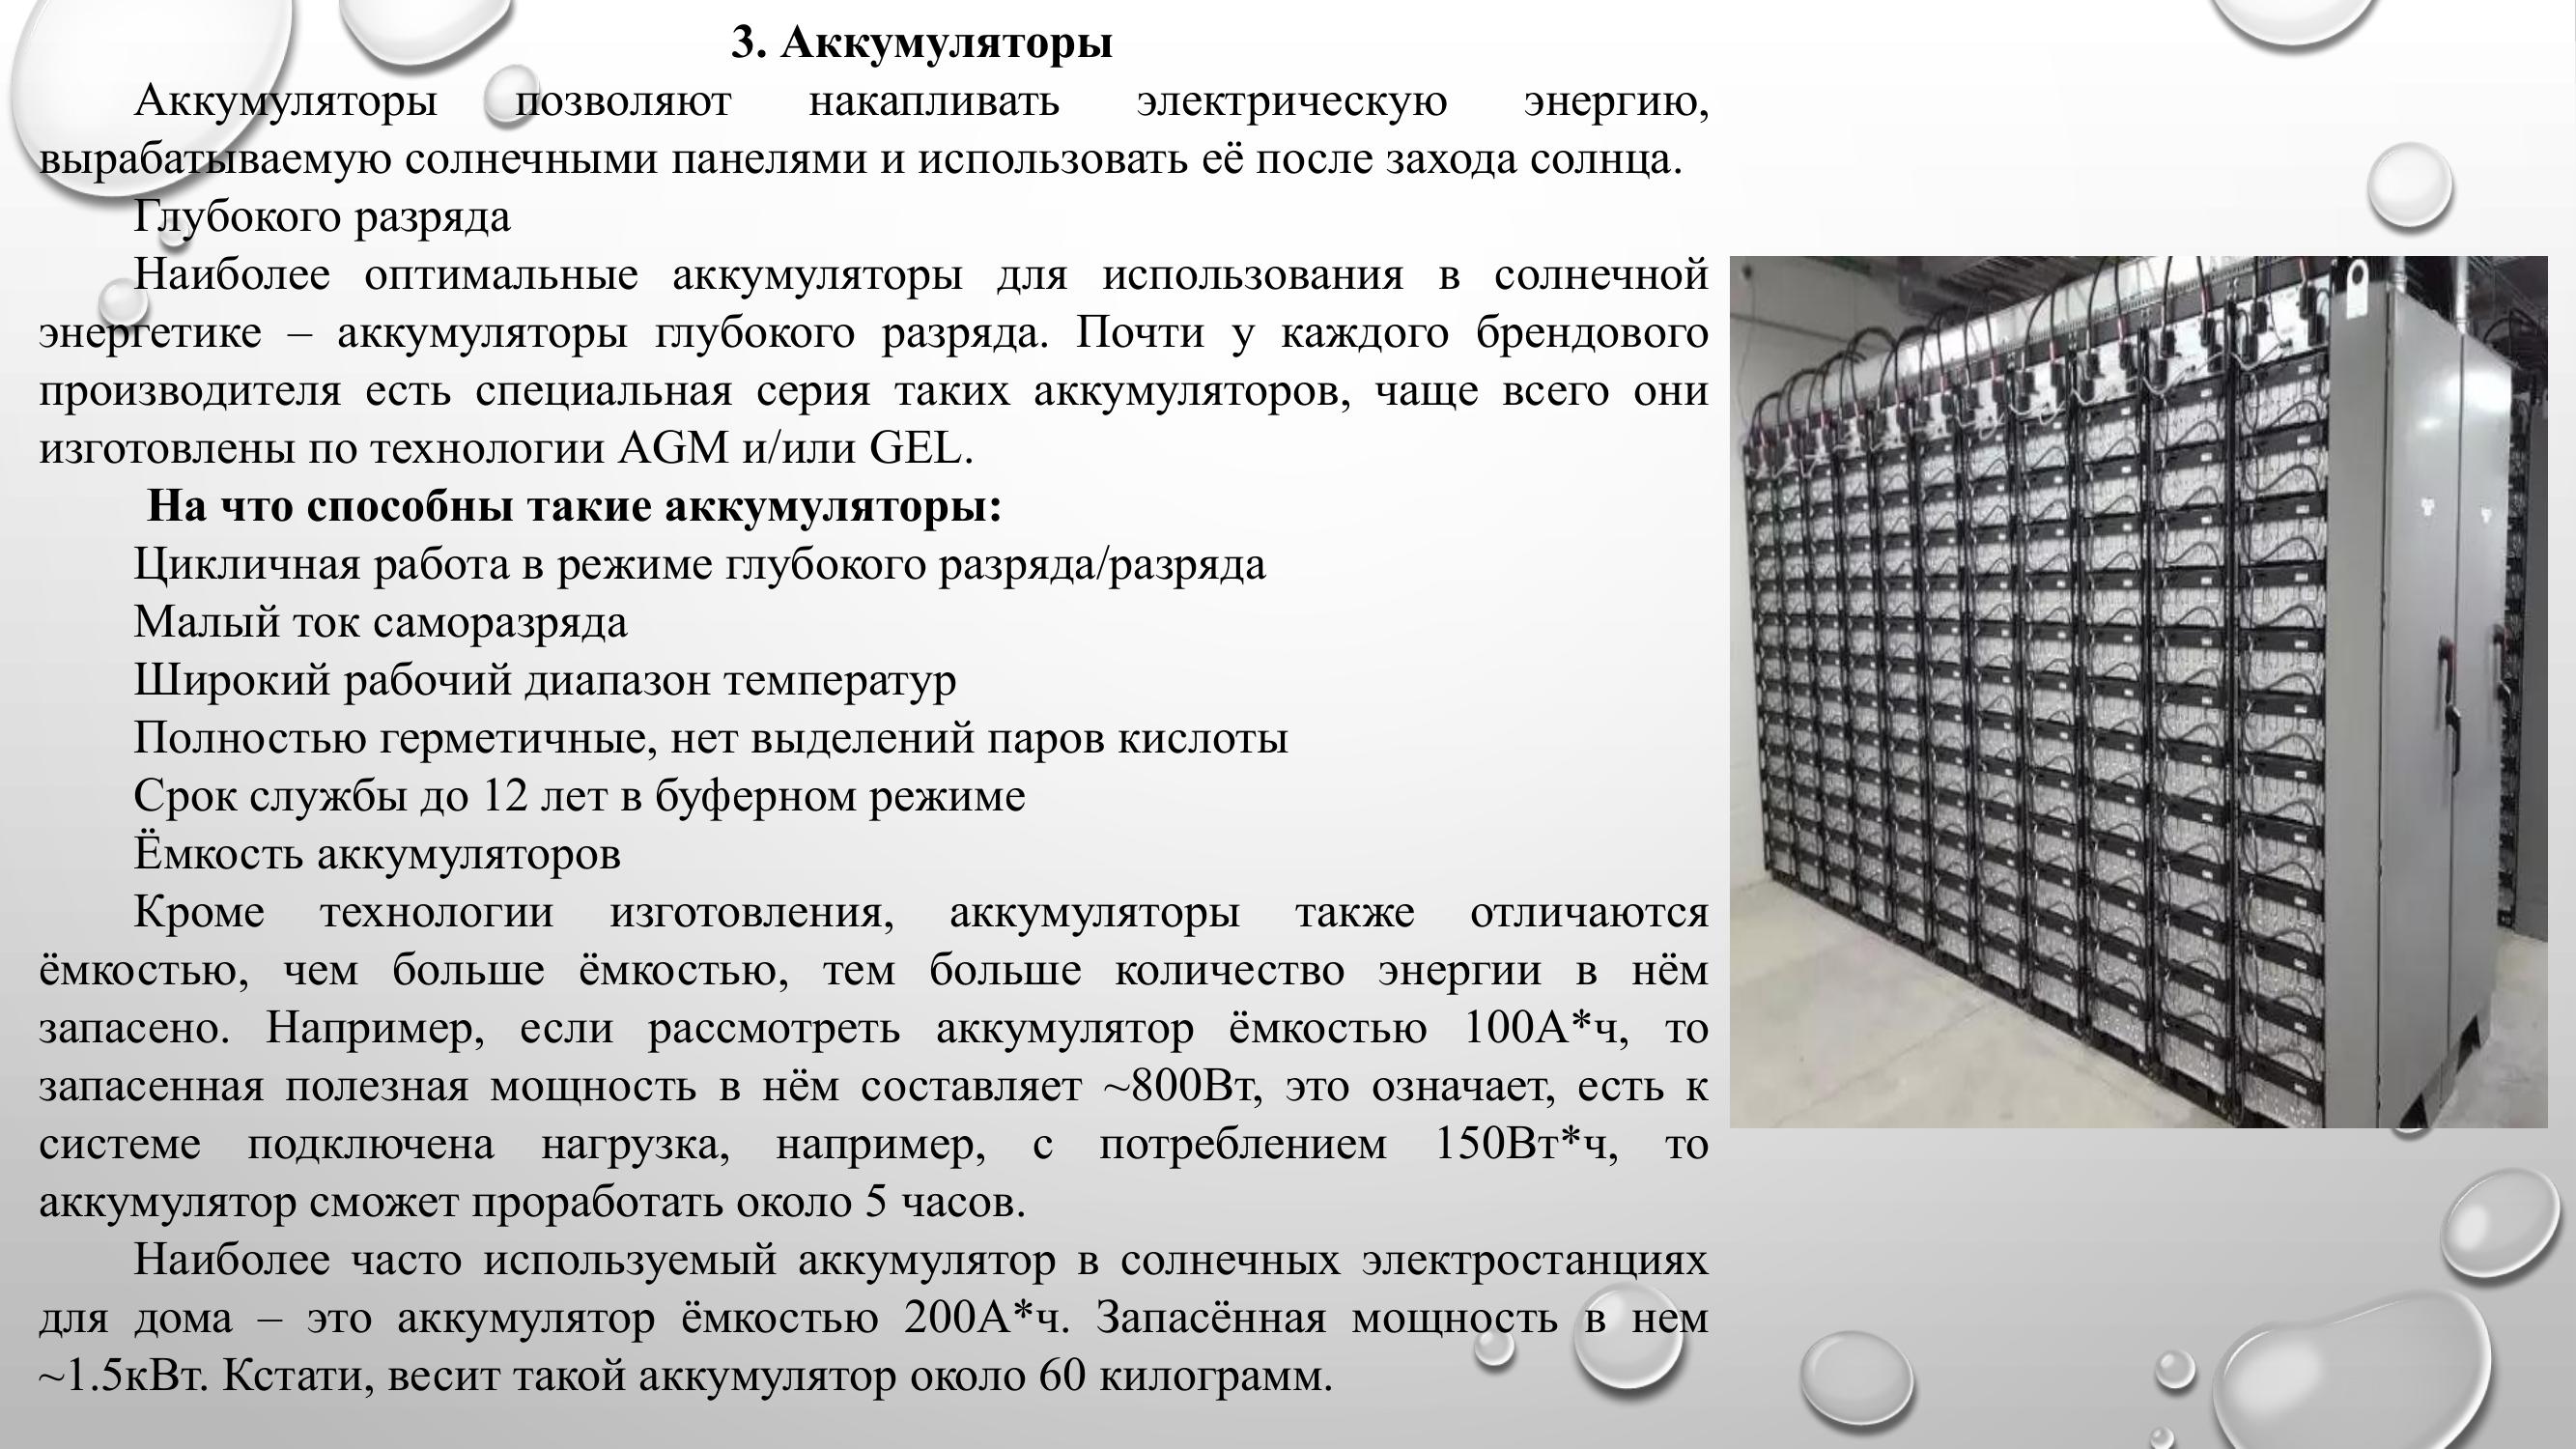 3. Аккумуляторы
Аккумуляторы позволяют накапливать электрическую энергию,
вырабатываемую солнечными панелями и использовать её после захода солнца.
Глубокого разряда
Наиболее оптимальные аккумуляторы для использования в солнечной
энергетике – аккумуляторы глубокого разряда. Почти у каждого брендового
производителя есть специальная серия таких аккумуляторов, чаще всего они
изготовлены по технологии AGM и/или GEL.
На что способны такие аккумуляторы:
Цикличная работа в режиме глубокого разряда/разряда
Малый ток саморазряда
Широкий рабочий диапазон температур
Полностью герметичные, нет выделений паров кислоты
Срок службы до 12 лет в буферном режиме
Ёмкость аккумуляторов
Кроме технологии изготовления, аккумуляторы также отличаются
ёмкостью, чем больше ёмкостью, тем больше количество энергии в нём
запасено. Например, если рассмотреть аккумулятор ёмкостью 100А*ч, то
запасенная полезная мощность в нём составляет ~800Вт, это означает, есть к
системе подключена нагрузка, например, с потреблением 150Вт*ч, то
аккумулятор сможет проработать около 5 часов.
Наиболее часто используемый аккумулятор в солнечных электростанциях
для дома – это аккумулятор ёмкостью 200А*ч. Запасённая мощность в нем
~1.5кВт. Кстати, весит такой аккумулятор около 60 килограмм.